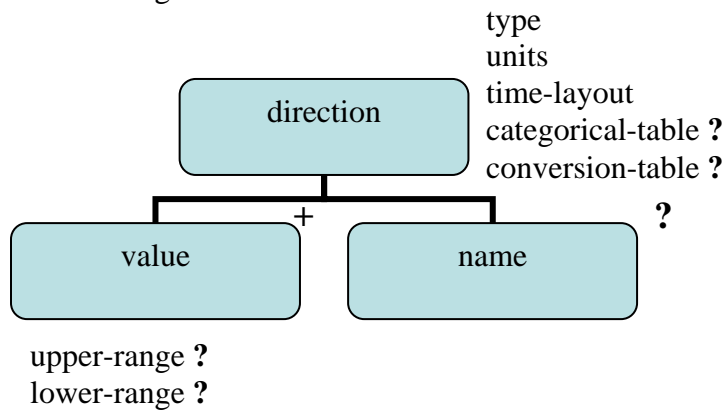 type
units
direction
time-layout
categorical-table ?
conversion-table ?
+
?
value
name
upper-range ?
lower-range ?